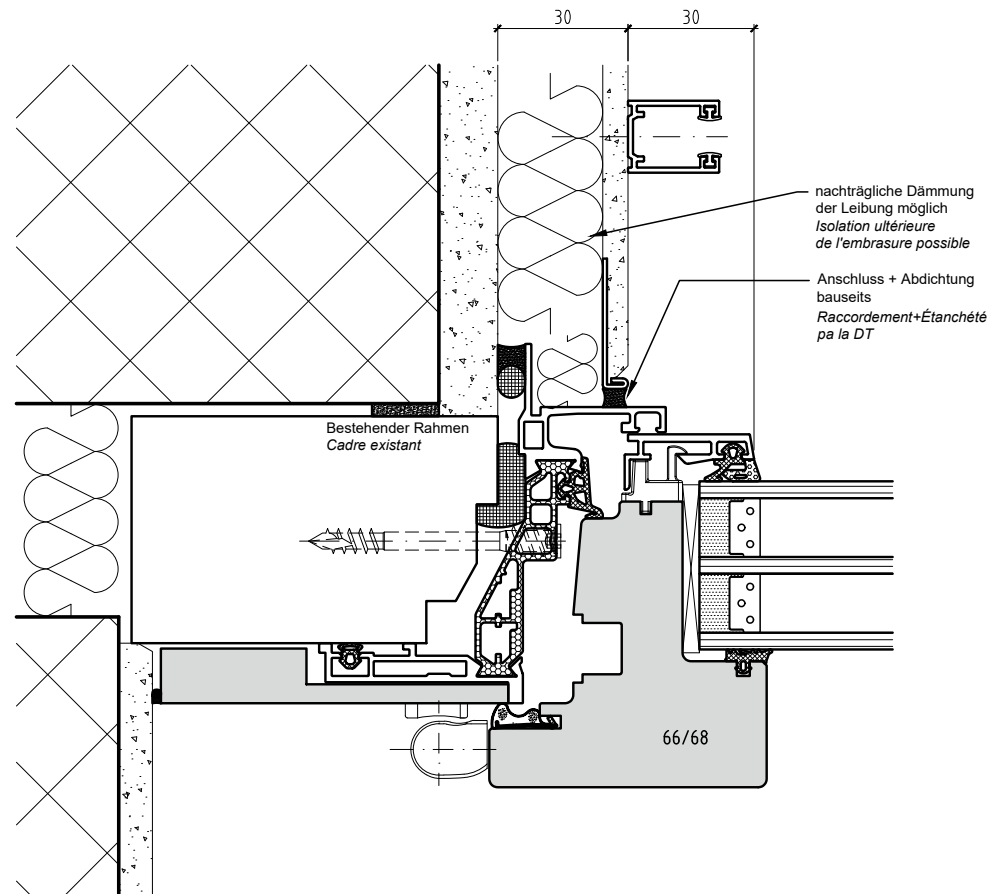 30
30
nachträgliche Dämmung
der Leibung möglich
Isolation ultérieure
de l'embrasure possible
Anschluss + Abdichtung
bauseits
Raccordement+Étanchété
pa la DT
Bestehender Rahmen
Cadre existant
66/68